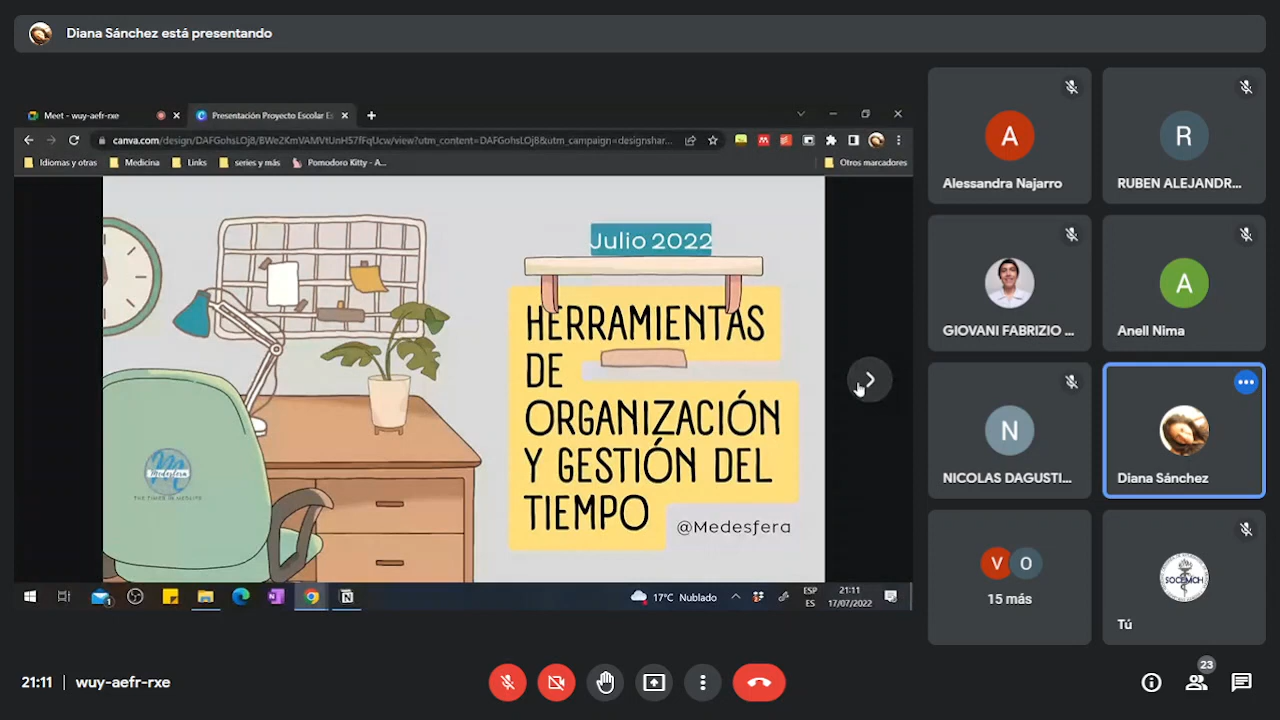 Diana Sánchez está presentando
Meet - wuy-aefr-rxe
Presentación Proyecto Escolar E
canva.com/design/DAFGohsLOj8/BWe2KmVAMVtUnH57fFqUcw/view?utm_content=DAFGohsLOj8&utm_campaign=designshar...
Idiomas y otras
Medicina
Links
series y más
Pomodoro Kitty - A...
Otros marcadores
Julio 2022
HERRAMIENTAS
DE
ORGANIZACIÓN
Y GESTIÓN DEL
TIEMPO
@Medesfera
Medesfera
17°C Nublado
ESP
ES
21:11
17/07/2022
A
Alessandra Najarro
R
RUBEN ALEJANDR...
GIOVANI FABRIZIO ...
A
Anell Nima
N
NICOLAS DAGUSTI...
Diana Sánchez
V
O
15 más
SOCEMCH
Tú
21:11 | wuy-aefr-rxe
23